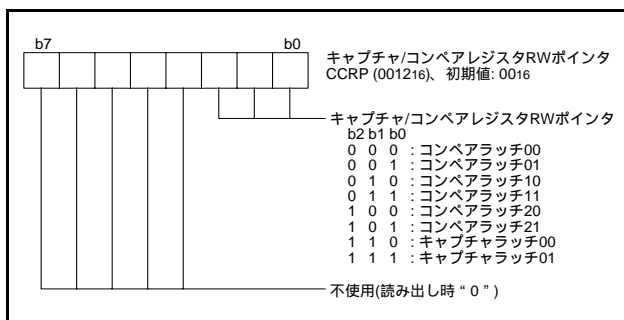 b7 b0
キャプチャ/コンペアレジスタRWポインタ
CCRP (001216)、初期値: 0016
キャプチャ/コンペアレジスタRWポインタ
b2 b1 b0
0 0 0 : コンペアラッチ00
0 0 1 : コンペアラッチ01
0 1 0 : コンペアラッチ10
0 1 1 : コンペアラッチ11
1 0 0 : コンペアラッチ20
1 0 1 : コンペアラッチ21
1 1 0 : キャプチャラッチ00
1 1 1 : キャプチャラッチ01
不使用(読み出し時 “ 0 ” )